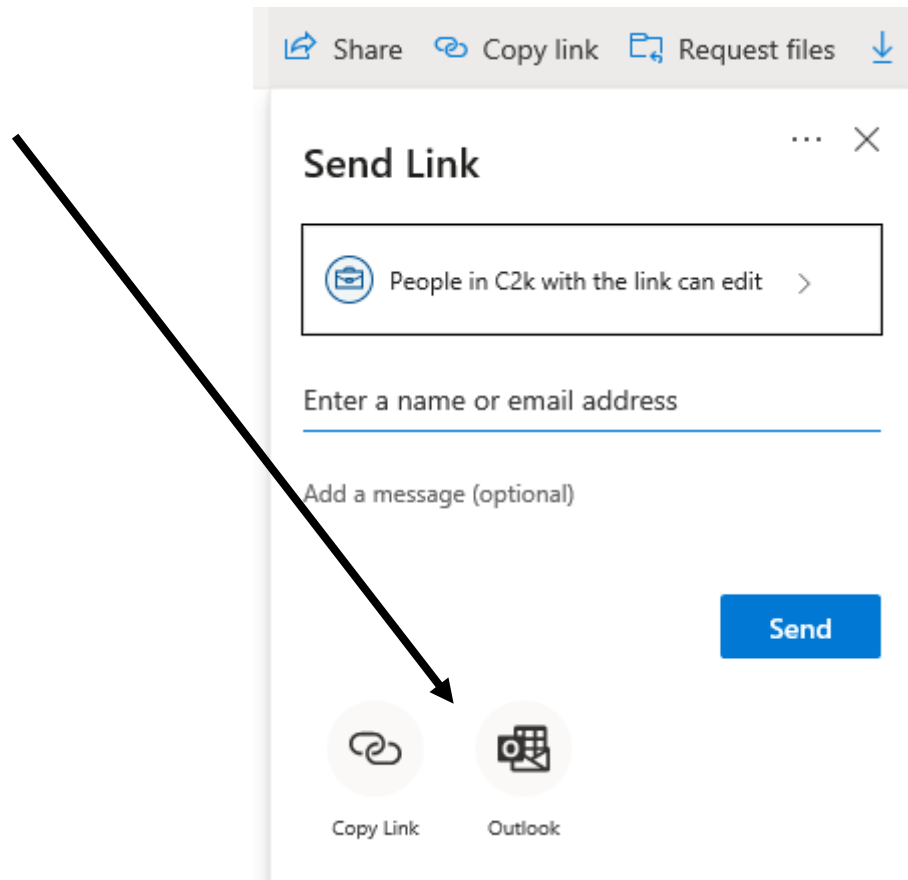 Share Copy link Request files
Send Link
People in C2k with the link can edit
Enter a name or email address
Add a message (optional)
Send
Copy Link Outlook